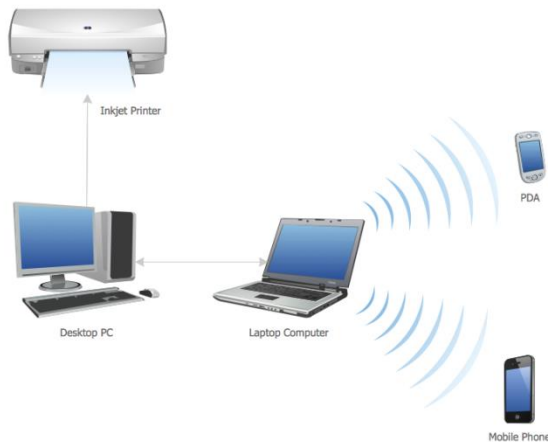 Inkjet Printer
PDA
Desktop PC
Laptop Computer
Mobile Phone